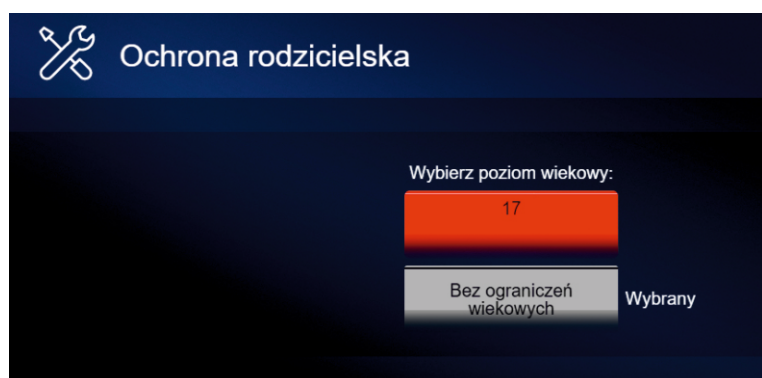 Ochrona rodzicielska
Wybierz poziom wiekowy:
17
Bez ograniczeń
wiekowych
Wybrany